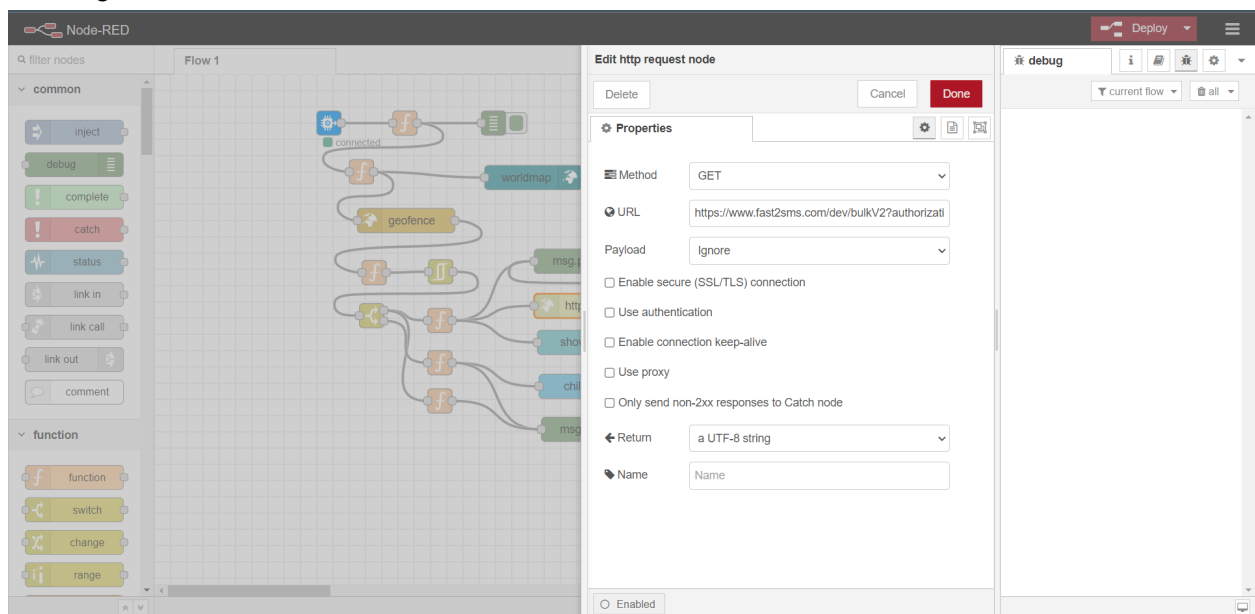 Node-RED
Deploy
filter nodes
Flow 1
Edit http request node
debug
i
common
Delete
Cancel
Done
current flow
all
inject
Properties
connected
debug
Method
GET
worldmap
complete
URL
https://www.fast2sms.com/dev/bulkV2?authorizati
geofence
catch
Payload
Ignore
status
msg.p
Enable secure (SSL/TLS) connection
link in
http
Use authentication
link call
show
Enable connection keep-alive
link out
Use proxy
chil
comment
Only send non-2xx responses to Catch node
function
msg
Return
a UTF-8 string
function
Name
Name
switch
change
range
Enabled